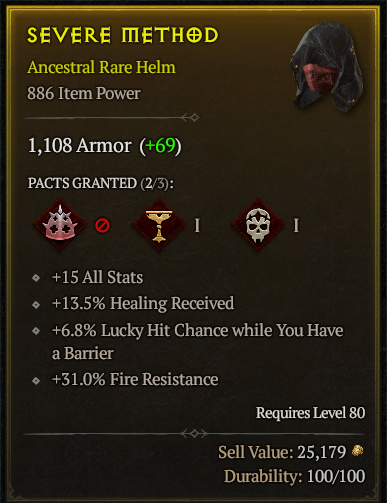 SEVERE METHOD
Ancestral Rare Helm
886 Item Power
1,108 Armor (+69)
PACTS GRANTED (2/3):
I I
+15 All Stats
+13.5% Healing Received
+6.8% Lucky Hit Chance while You Have
a Barrier
+31.0% Fire Resistance
Requires Level 80
Sell Value: 25,179
Durability: 100/100